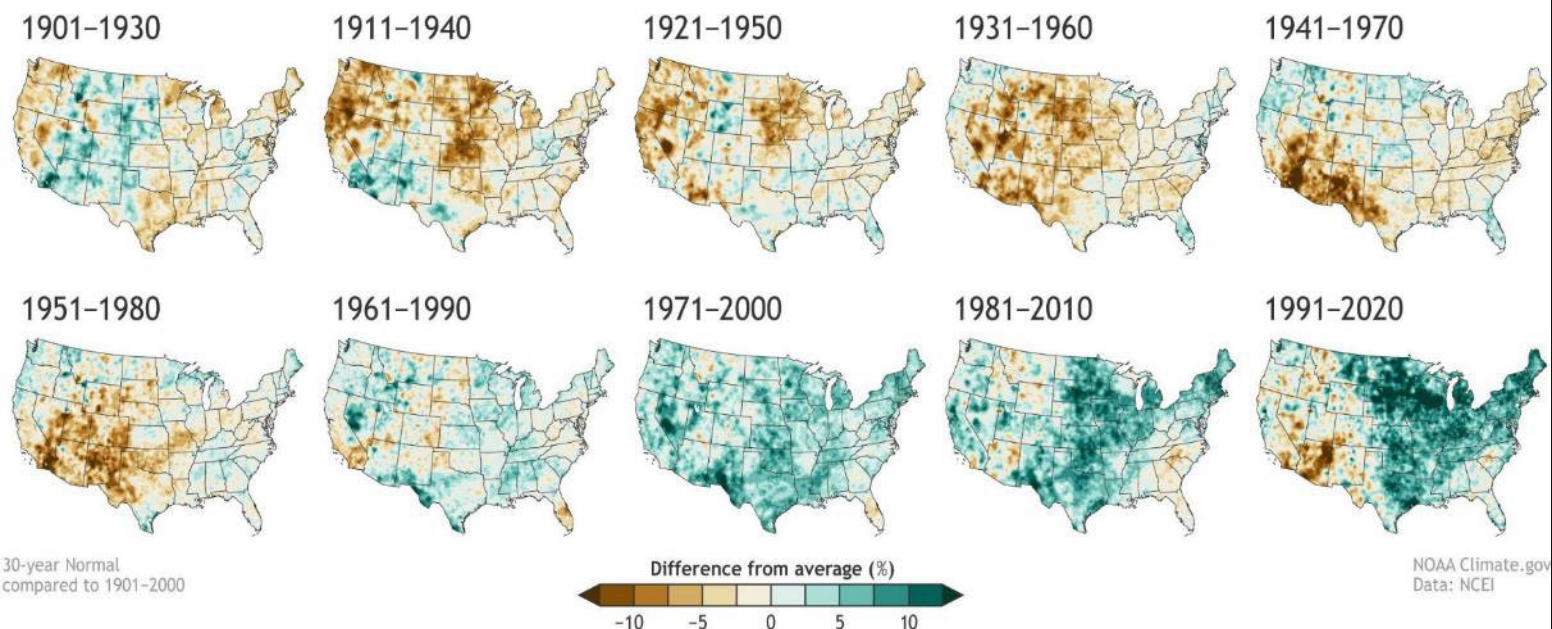 1901–1930
1911–1940
1921–1950
1931–1960
1941–1970
1951–1980
1961–1990
1971–2000
1981–2010
1991–2020
30-year Normal
compared to 1901–2000
Difference from average (%)
−10 −5 0 5 10
NOAA Climate.gov
Data: NCEI